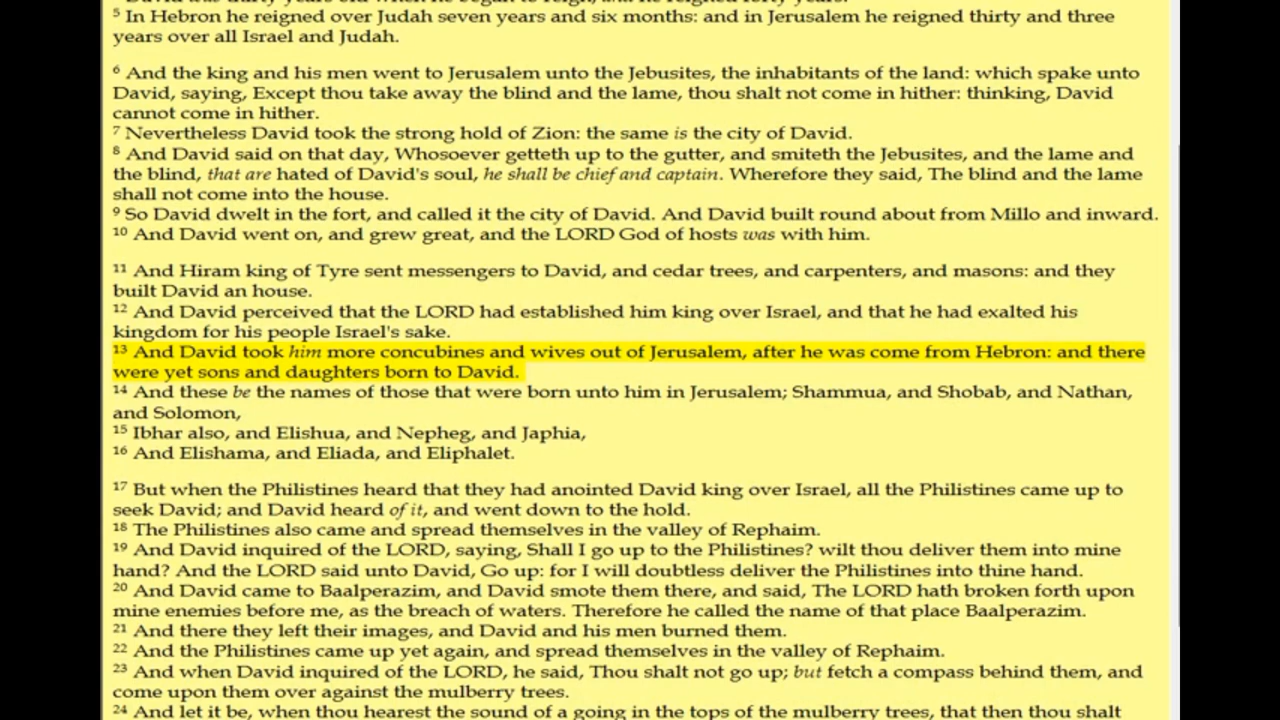 ⁵ In Hebron he reigned over Judah seven years and six months: and in Jerusalem he reigned thirty and three
years over all Israel and Judah.
⁶ And the king and his men went to Jerusalem unto the Jebusites, the inhabitants of the land: which spake unto
David, saying, Except thou take away the blind and the lame, thou shalt not come in hither: thinking, David
cannot come in hither.
⁷ Nevertheless David took the strong hold of Zion: the same is the city of David.
⁸ And David said on that day, Whosoever getteth up to the gutter, and smiteth the Jebusites, and the lame and
the blind, that are hated of David's soul, he shall be chief and captain. Wherefore they said, The blind and the lame
shall not come into the house.
⁹ So David dwelt in the fort, and called it the city of David. And David built round about from Millo and inward.
¹⁰ And David went on, and grew great, and the LORD God of hosts was with him.
¹¹ And Hiram king of Tyre sent messengers to David, and cedar trees, and carpenters, and masons: and they
built David an house.
¹² And David perceived that the LORD had established him king over Israel, and that he had exalted his
kingdom for his people Israel's sake.
¹³ And David took him more concubines and wives out of Jerusalem, after he was come from Hebron: and there
were yet sons and daughters born to David.
¹⁴ And these be the names of those that were born unto him in Jerusalem; Shammua, and Shobab, and Nathan,
and Solomon,
¹⁵ Ibhar also, and Elishua, and Nepheg, and Japhia,
¹⁶ And Elishama, and Eliada, and Eliphalet.
¹⁷ But when the Philistines heard that they had anointed David king over Israel, all the Philistines came up to
seek David; and David heard of it, and went down to the hold.
¹⁸ The Philistines also came and spread themselves in the valley of Rephaim.
¹⁹ And David inquired of the LORD, saying, Shall I go up to the Philistines? wilt thou deliver them into mine
hand? And the LORD said unto David, Go up: for I will doubtless deliver the Philistines into thine hand.
²⁰ And David came to Baalperazim, and David smote them there, and said, The LORD hath broken forth upon
mine enemies before me, as the breach of waters. Therefore he called the name of that place Baalperazim.
²¹ And there they left their images, and David and his men burned them.
²² And the Philistines came up yet again, and spread themselves in the valley of Rephaim.
²³ And when David inquired of the LORD, he said, Thou shalt not go up; but fetch a compass behind them, and
come upon them over against the mulberry trees.
²⁴ And let it be, when thou hearest the sound of a going in the tops of the mulberry trees, that then thou shalt